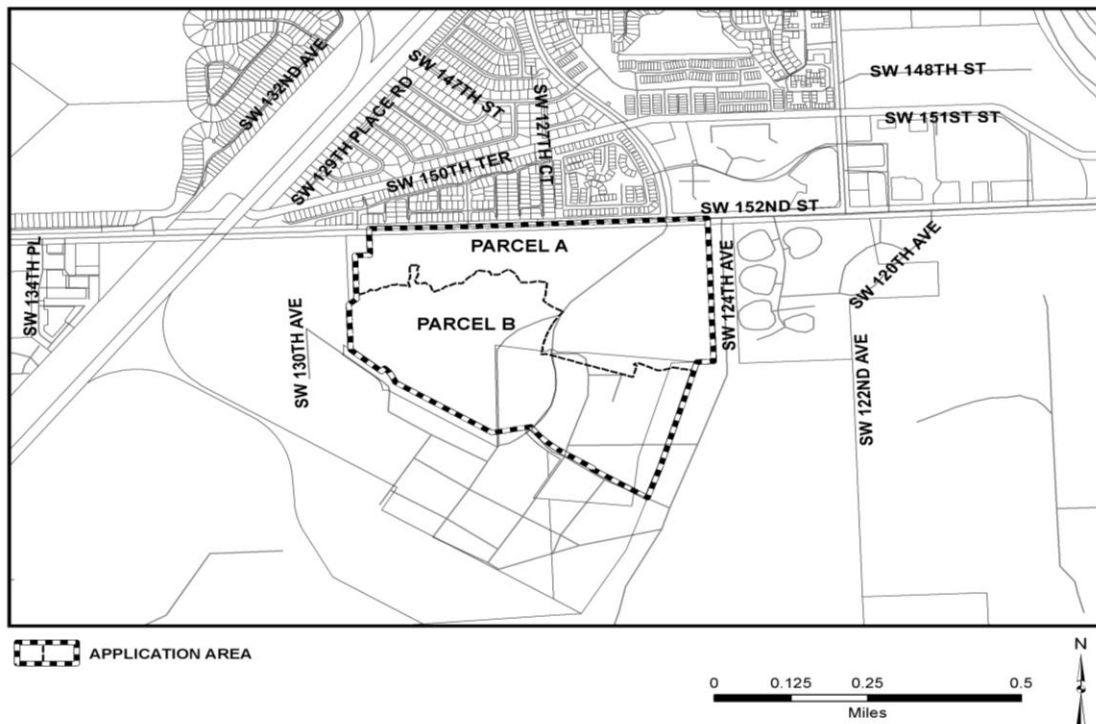 SW 132ND AVE
SW 147TH ST
SW 148TH ST
SW 129TH PLACE RD
SW 127TH CT
SW 151ST ST
SW 150TH TER
SW 152ND ST
PARCEL A
SW 134TH PL
SW 124TH AVE
SW 120TH AVE
PARCEL B
SW 130TH AVE
SW 122ND AVE
APPLICATION AREA
N
0 0.125 0.25 0.5
Miles